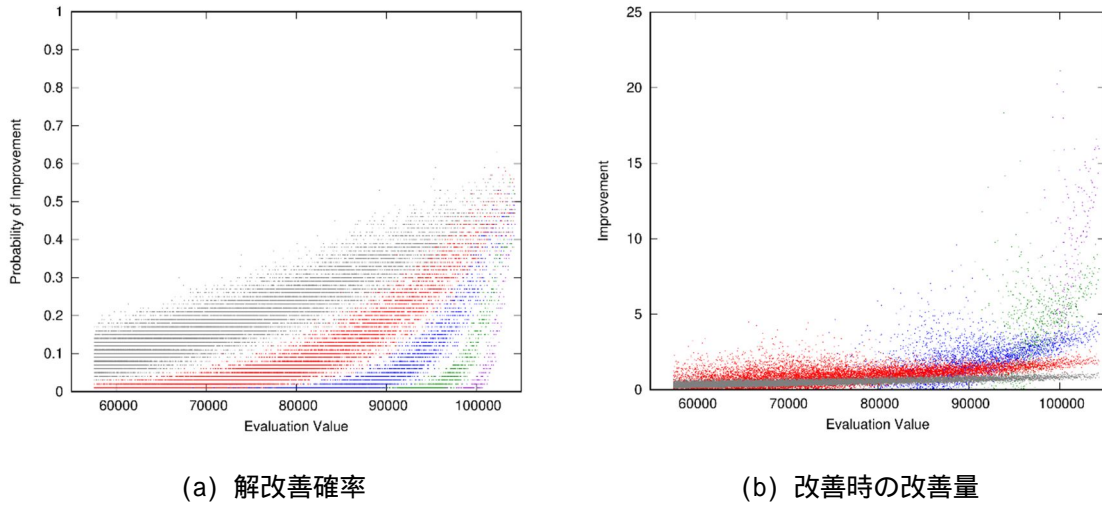 1
0.9
0.8
0.7
0.6
0.5
0.4
0.3
0.2
0.1
0
Probability of Improvement
60000 70000 80000 90000 100000
Evaluation Value
(a) 解改善確率
25
20
15
10
5
0
Improvement
60000 70000 80000 90000 100000
Evaluation Value
(b) 改善時の改善量